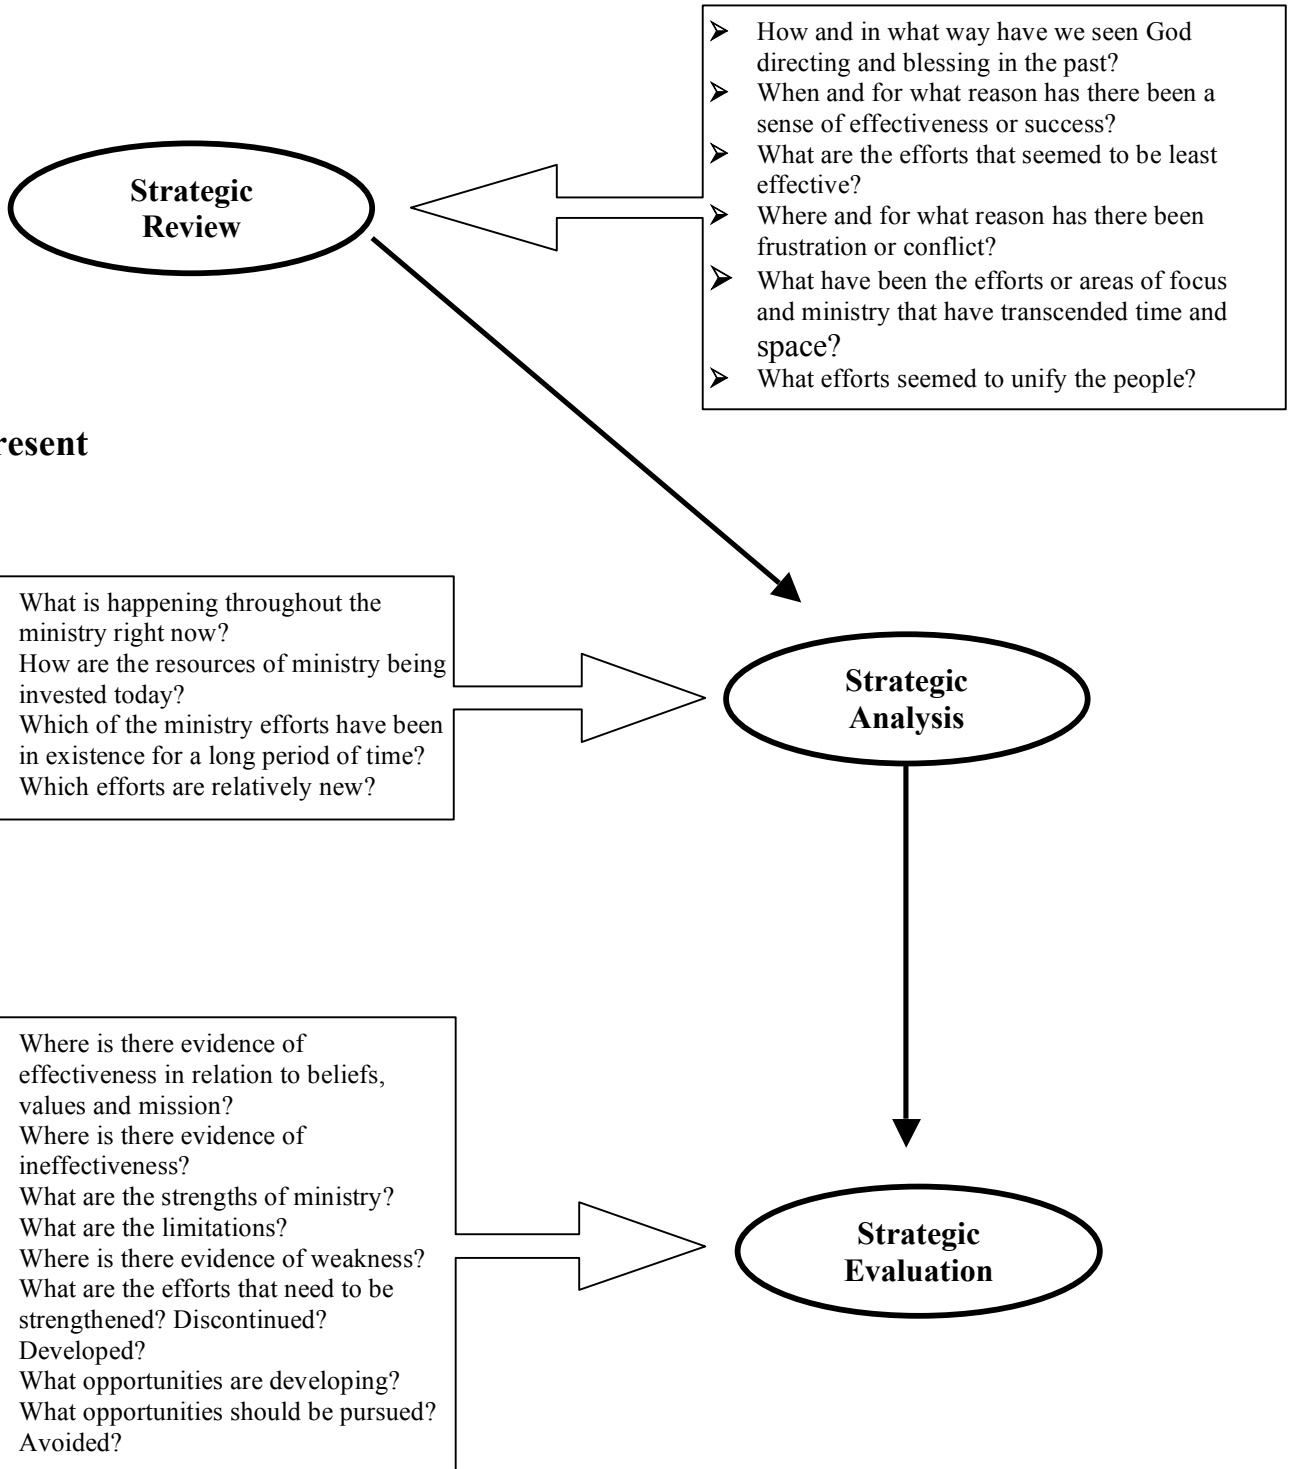 ➢ How and in what way have we seen God
directing and blessing in the past?
➢ When and for what reason has there been a
sense of effectiveness or success?
➢ What are the efforts that seemed to be least
effective?
➢ Where and for what reason has there been
frustration or conflict?
➢ What have been the efforts or areas of focus
and ministry that have transcended time and
space?
➢ What efforts seemed to unify the people?
Strategic
Review
resent
What is happening throughout the
ministry right now?
How are the resources of ministry being
invested today?
Which of the ministry efforts have been
in existence for a long period of time?
Which efforts are relatively new?
Strategic
Analysis
Where is there evidence of
effectiveness in relation to beliefs,
values and mission?
Where is there evidence of
ineffectiveness?
What are the strengths of ministry?
What are the limitations?
Where is there evidence of weakness?
What are the efforts that need to be
strengthened? Discontinued?
Developed?
What opportunities are developing?
What opportunities should be pursued?
Avoided?
Strategic
Evaluation